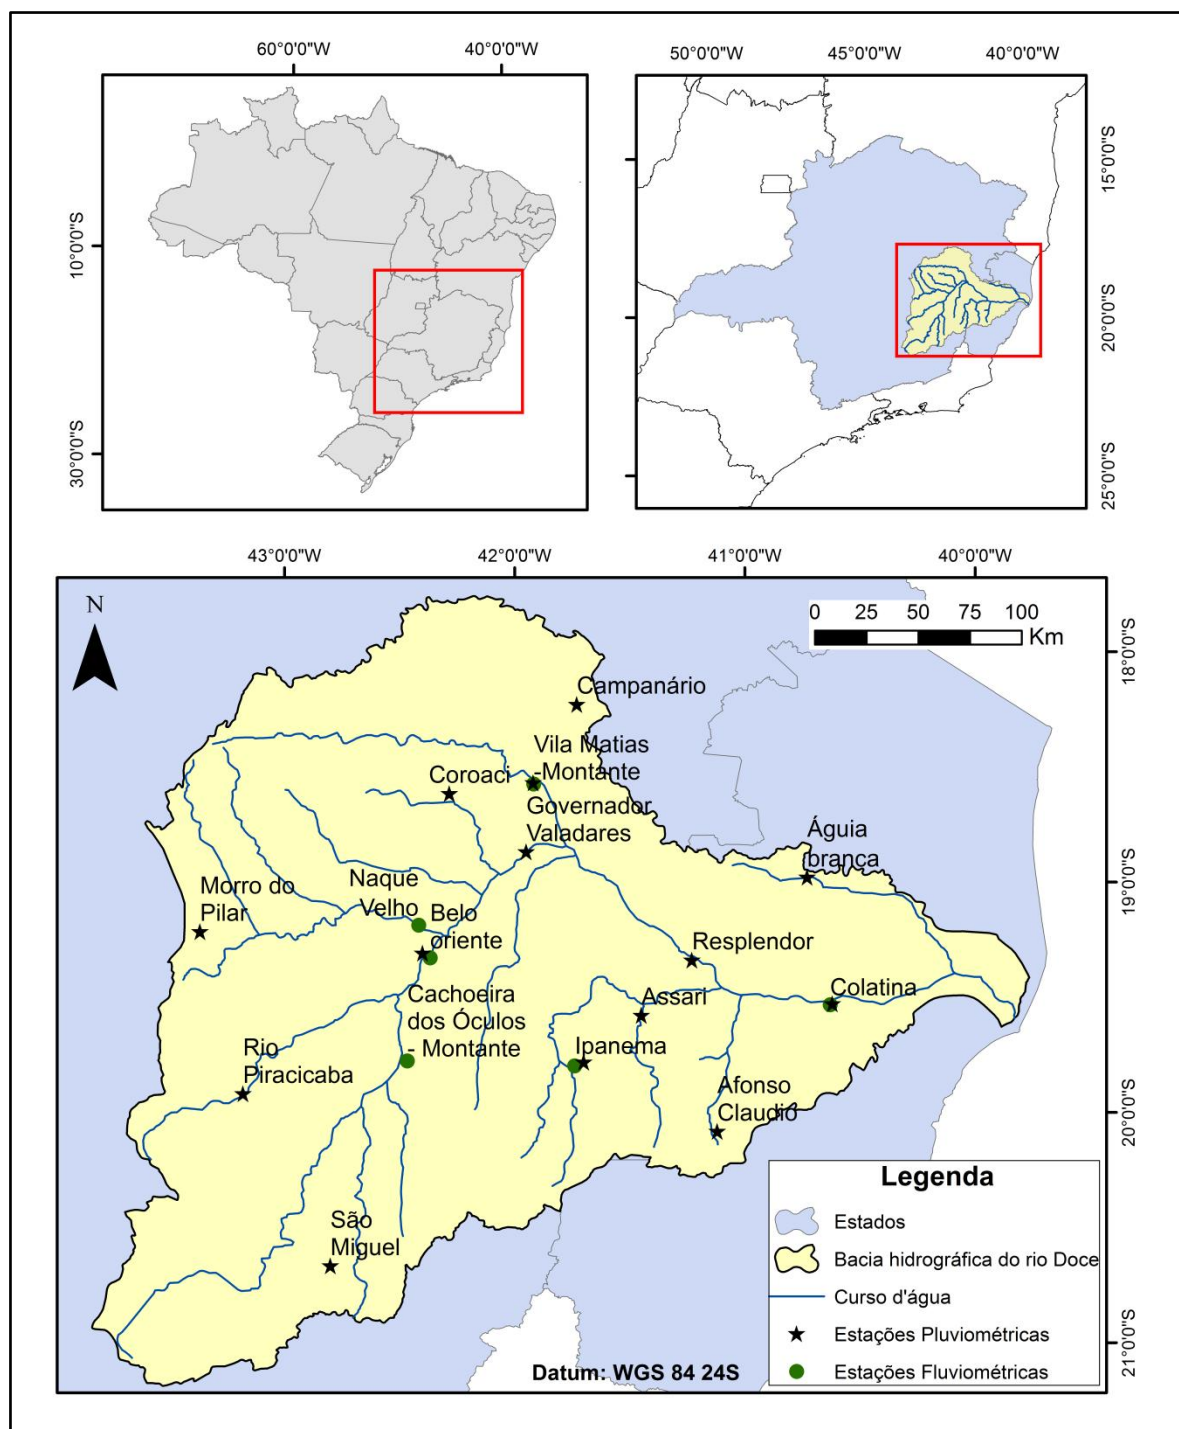 60°0'0"W
40°0'0"W
10°0'0"S
30°0'0"S
50°0'0"W
45°0'0"W
40°0'0"W
15°0'0"S
20°0'0"S
25°0'0"S
43°0'0"W
42°0'0"W
41°0'0"W
40°0'0"W
N
0 25 50 75 100
Km
18°0'0"S
19°0'0"S
20°0'0"S
21°0'0"S
Campanário
Vila Matias
-Montante
Coroaci
Governador
Valadares
Águia
brança
Morro do
Pilar
Naque
Velho
Belo
oriente
Resplendor
Cachoeira
dos Óculos
- Montante
Assari
Colatina
Ipanema
Rio
Piracicaba
Afonso
Claudio
São
Miguel
Legenda
Estados
Bacia hidrográfica do rio Doce
Curso d'água
Estações Pluviométricas
Estações Fluviométricas
Datum: WGS 84 24S